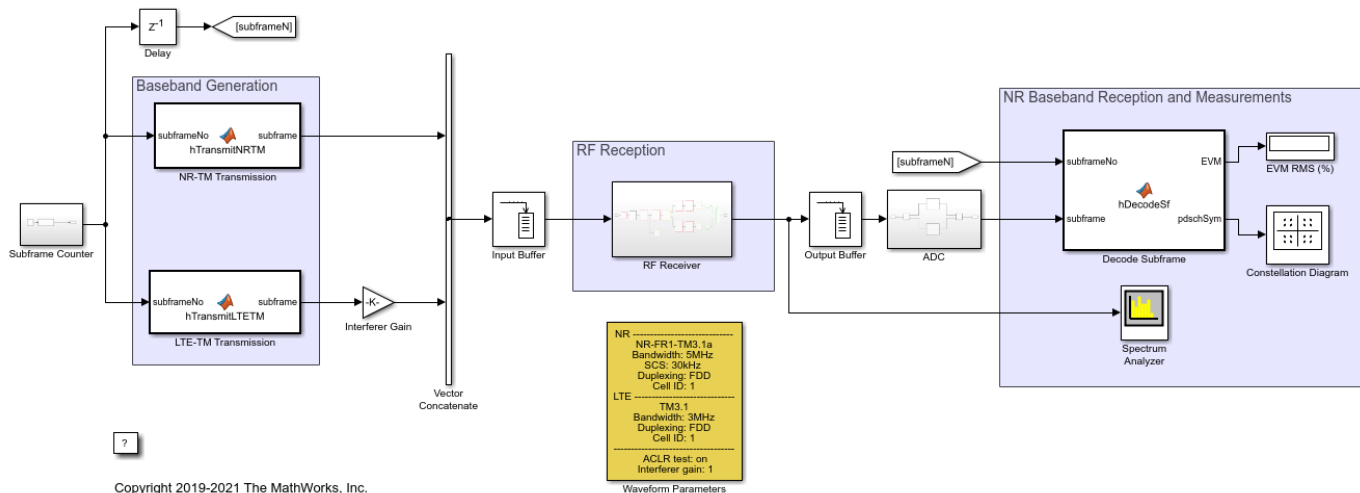 Z-1
[subframeN]
Delay
Baseband Generation
subframeNo
subframe
hTransmitNRTM
NR-TM Transmission
Subframe Counter
subframeNo
subframe
hTransmitLTETM
LTE-TM Transmission
-K-
Interferer Gain
Vector
Concatenate
Input Buffer
RF Reception
RF Receiver
Output Buffer
[subframeN]
ADC
NR Baseband Reception and Measurements
subframeNo
EVM
hDecodeSf
subframe
pdschSym
Decode Subframe
EVM RMS (%)
Constellation Diagram
Spectrum
Analyzer
NR -------------------------------
NR-FR1-TM3.1a
Bandwidth: 5MHz
SCS: 30kHz
Duplexing: FDD
Cell ID: 1
LTE -------------------------------
TM3.1
Bandwidth: 3MHz
Duplexing: FDD
Cell ID: 1
-------------------------------------
ACLR test: on
Interferer gain: 1
Waveform Parameters
?
Copyright 2019-2021 The MathWorks, Inc.